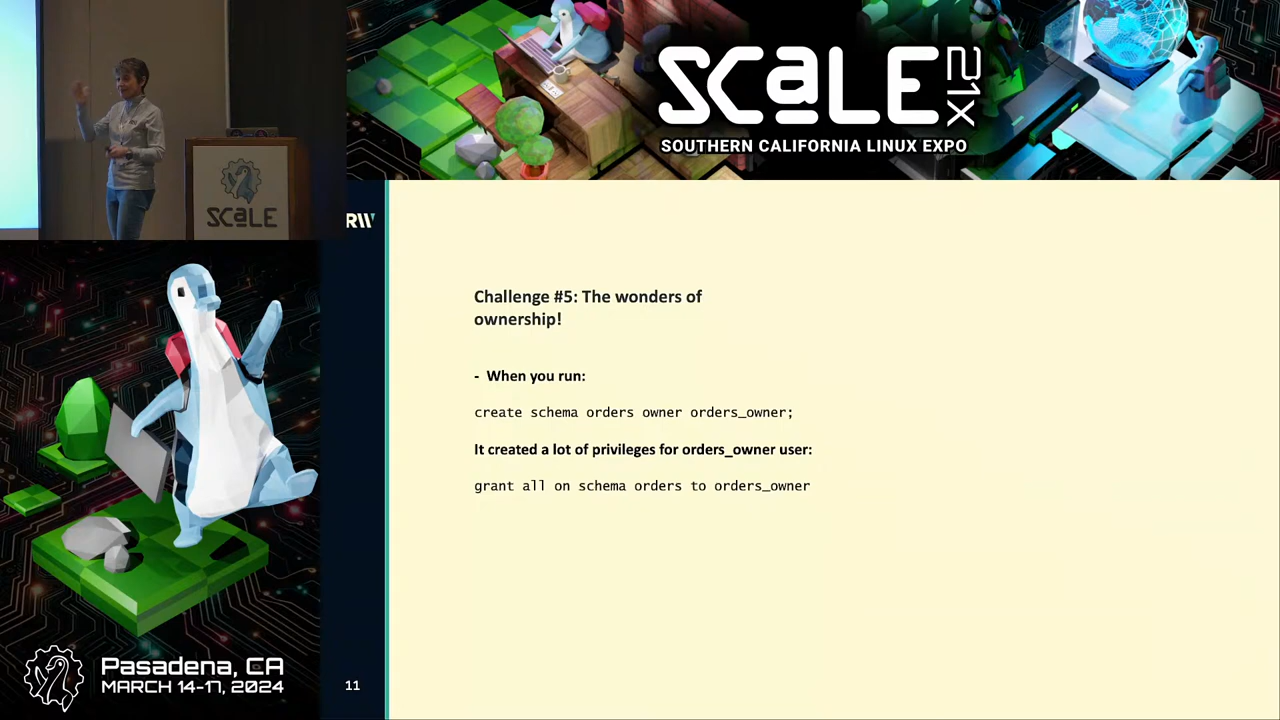 SCaLE 21X
SOUTHERN CALIFORNIA LINUX EXPO
SCaLE
RW
Challenge #5: The wonders of
ownership!
- When you run:
create schema orders owner orders_owner;
It created a lot of privileges for orders_owner user:
grant all on schema orders to orders_owner
Pasadena, CA
MARCH 14-17, 2024
11